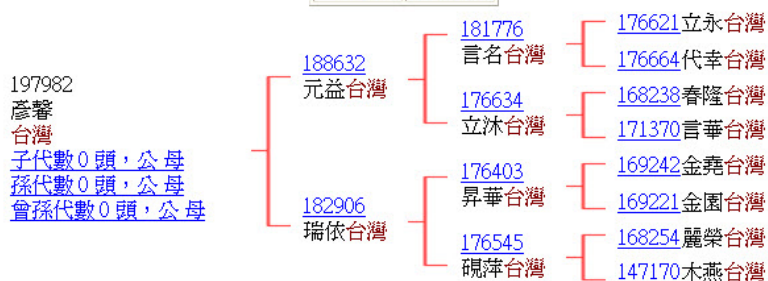 197982
彥馨
台灣
子代數0頭，公 母
孫代數0頭，公 母
曾孫代數0頭，公 母
188632
元益台灣
182906
瑞依台灣
181776
言名台灣
176634
立沐台灣
176403
昇華台灣
176545
硯萍台灣
176621立永台灣
176664代幸台灣
168238春隆台灣
171370言華台灣
169242金堯台灣
169221金園台灣
168254麗榮台灣
147170木燕台灣